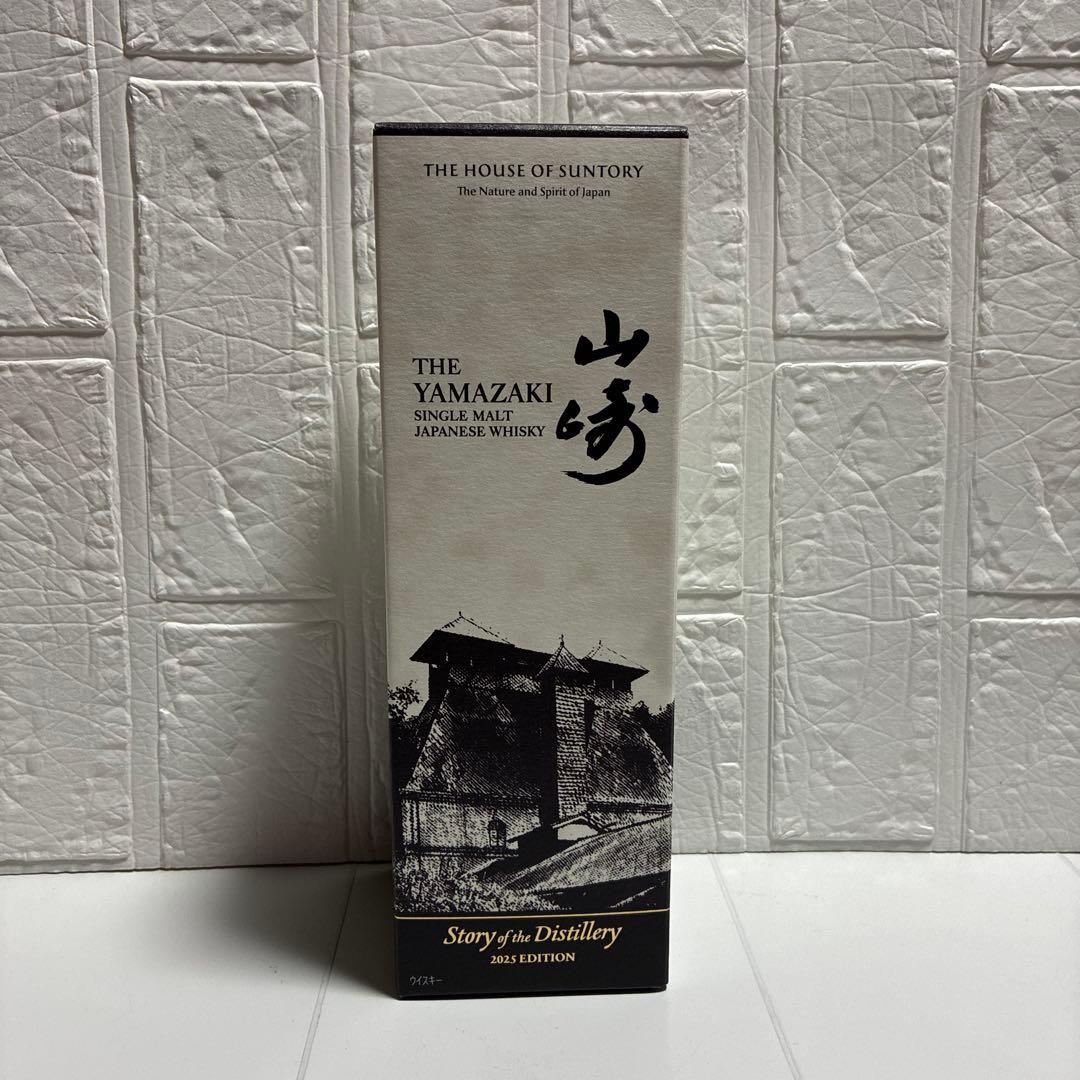 THE HOUSE OF SUNTORY
The Nature and Spirit of Japan
THE
YAMAZAKI
SINGLE MALT
JAPANESE WHISKY
山崎
Story of the Distillery
2025 EDITION
ウイスキー